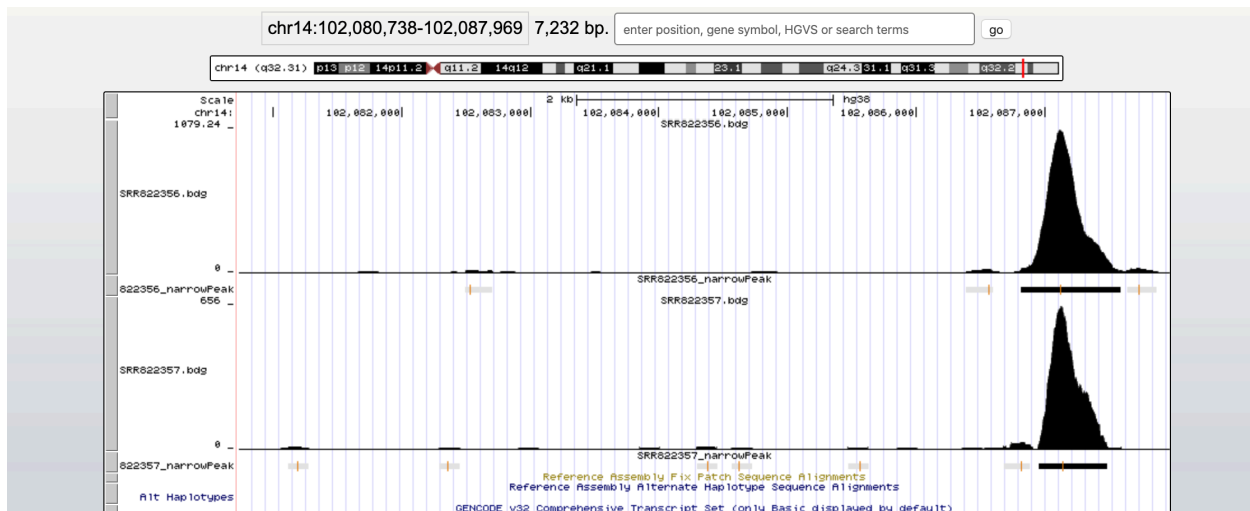 chr14:102,080,738-102,087,969 7,232 bp. enter position, gene symbol, HGVS or search terms go
chr14 (q32.31) p13 p12 14p11.2 q11.2 14q12 q21.1 23.1 q24.3 31.1 q31.3 q32.2
Scale 2 kb hg38
chr14: 102,082,000 102,083,000 102,084,000 102,085,000 102,086,000 102,087,000
1079.24 _ SRR822356.bdg
SRR822356.bdg
0 _
SRR822356_narrowPeak
822356_narrowPeak
656 _ SRR822357.bdg
SRR822357.bdg
0 _
SRR822357_narrowPeak
822357_narrowPeak
Reference Assembly Fix Patch Sequence Alignments
Reference Assembly Alternate Haplotype Sequence Alignments
Alt Haplotypes
GENCODE v32 Comprehensive Transcript Set (only Basic displayed by default)